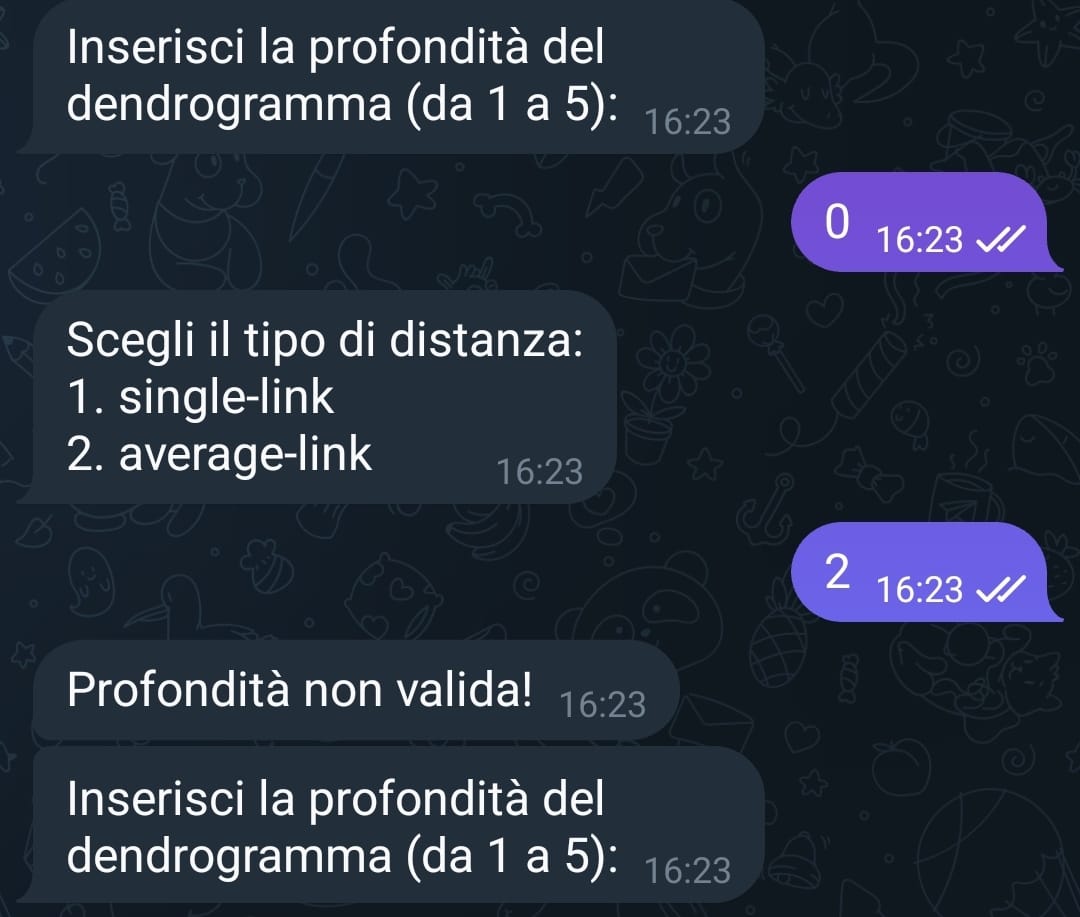 Inserisci la profondità del
dendrogramma (da 1 a 5): 16:23
0 16:23
Scegli il tipo di distanza:
1. single-link
2. average-link 16:23
2 16:23
Profondità non valida! 16:23
Inserisci la profondità del
dendrogramma (da 1 a 5): 16:23